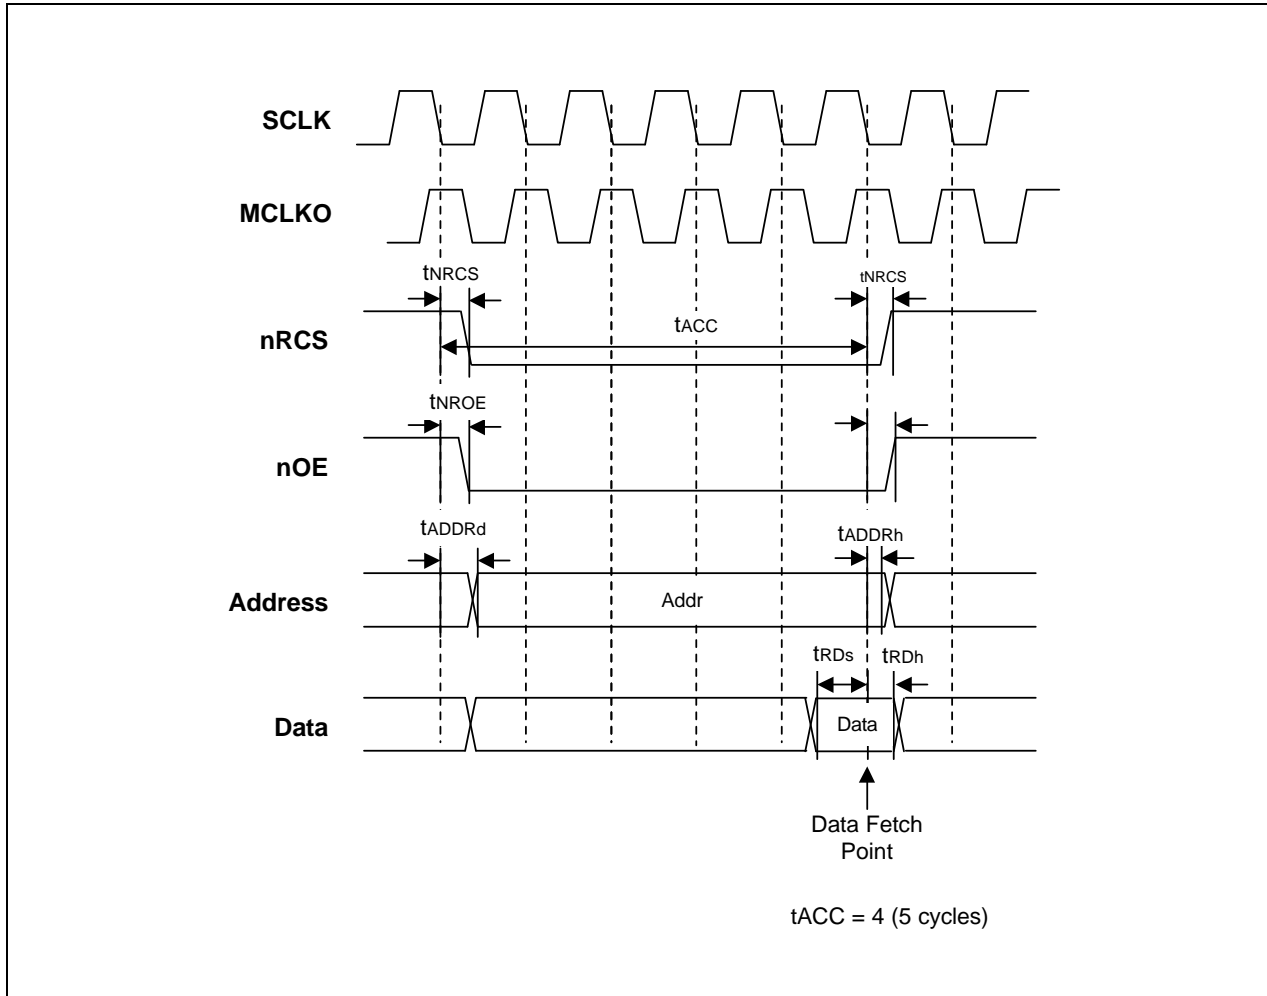 SCLK
MCLKO
tNRCS
tNRCS
nRCS
tACC
tNROE
nOE
tADDRd
tADDRh
Address
Addr
tRDs
tRDh
Data
Data
Data Fetch
Point
tACC = 4 (5 cycles)